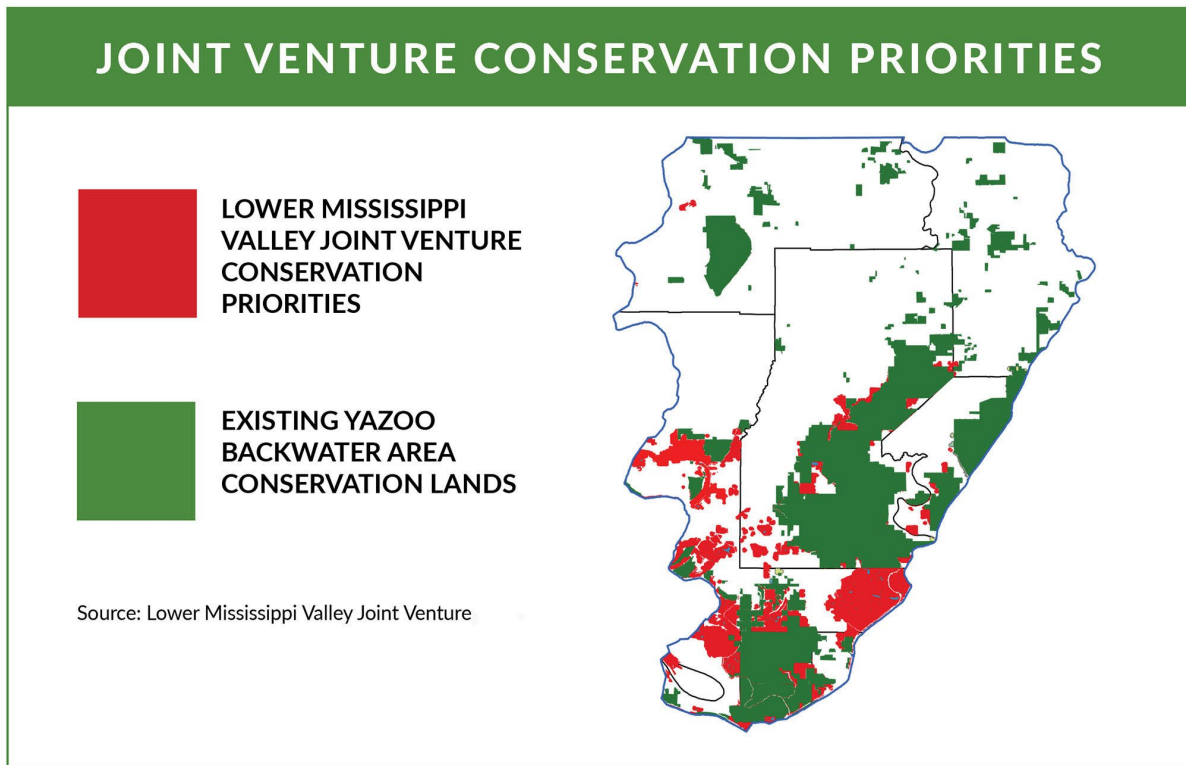 JOINT VENTURE CONSERVATION PRIORITIES
LOWER MISSISSIPPI
VALLEY JOINT VENTURE
CONSERVATION
PRIORITIES
EXISTING YAZOO
BACKWATER AREA
CONSERVATION LANDS
Source: Lower Mississippi Valley Joint Venture